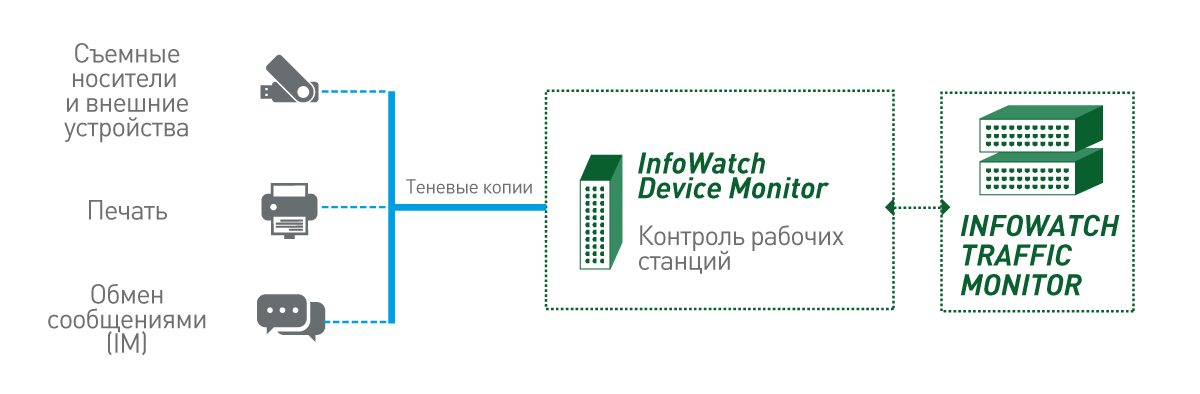 Съемные
носители
и внешние
устройства
Печать
Обмен
сообщениями
(IM)
Теневые копии
InfoWatch
Device Monitor
Контроль рабочих
станций
INFOWATCH
TRAFFIC
MONITOR